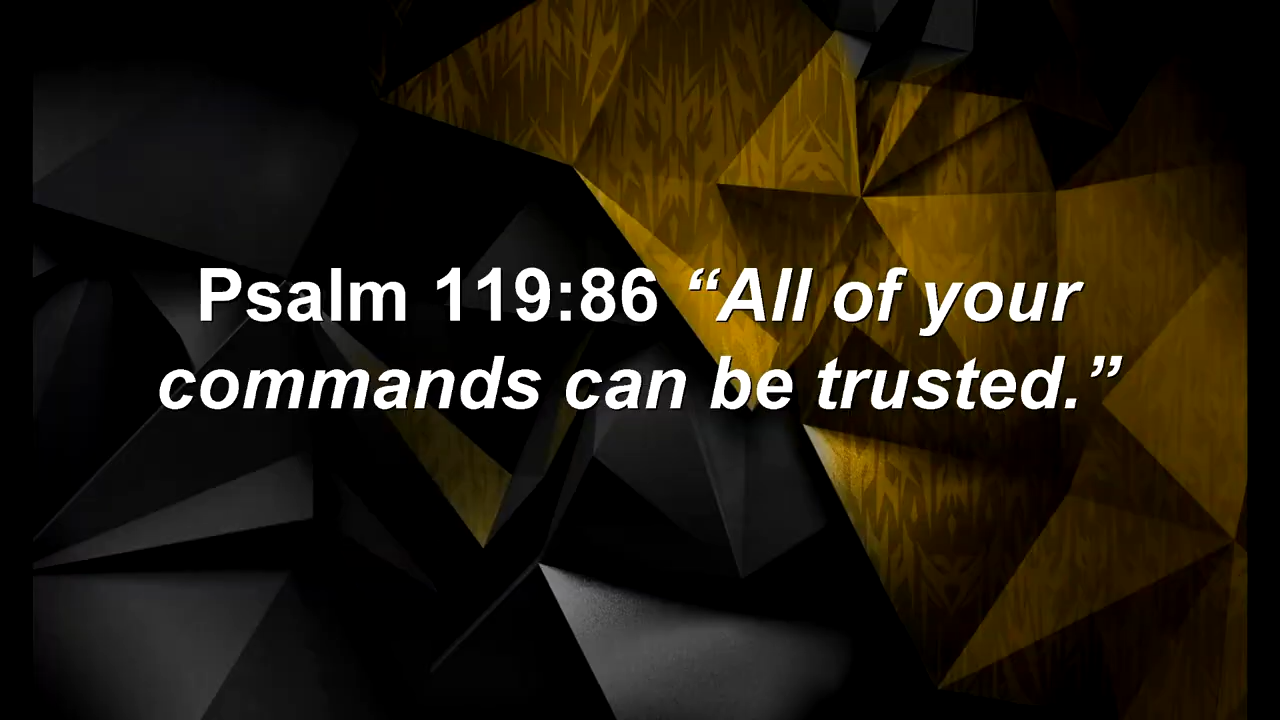 Psalm 119:86 “All of your
commands can be trusted.”